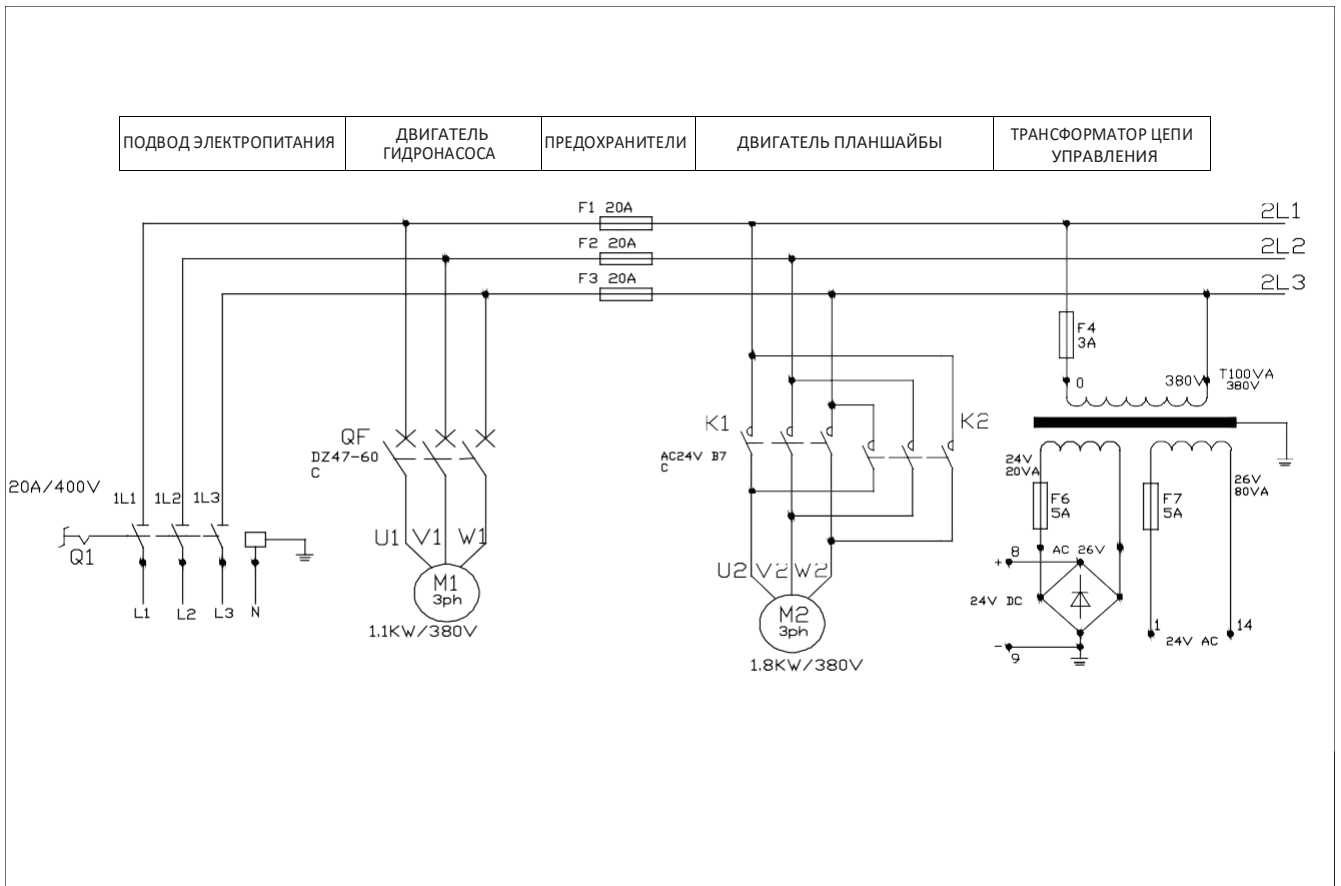 ПОДВОД ЭЛЕКТРОПИТАНИЯ
ДВИГАТЕЛЬ
ГИДРОНАСОСА
ПРЕДОХРАНИТЕЛИ
ДВИГАТЕЛЬ ПЛАНШАЙБЫ
ТРАНСФОРМАТОР ЦЕПИ
УПРАВЛЕНИЯ
F1 20A
2L1
F2 20A
2L2
F3 20A
2L3
F4
3A
0
380V
T100VA
380V
K1
K2
AC24V B7
C
QF
DZ47-60
C
24V
20VA
26V
80VA
F6
5A
F7
5A
20A/400V
1L1
1L2
1L3
Q1
U1
V1
W1
L1
L2
L3
N
M1
3ph
1.1KW/380V
U2
V2
W2
M2
3ph
1.8KW/380V
+
8
AC 26V
24V DC
-
9
1
14
24V AC